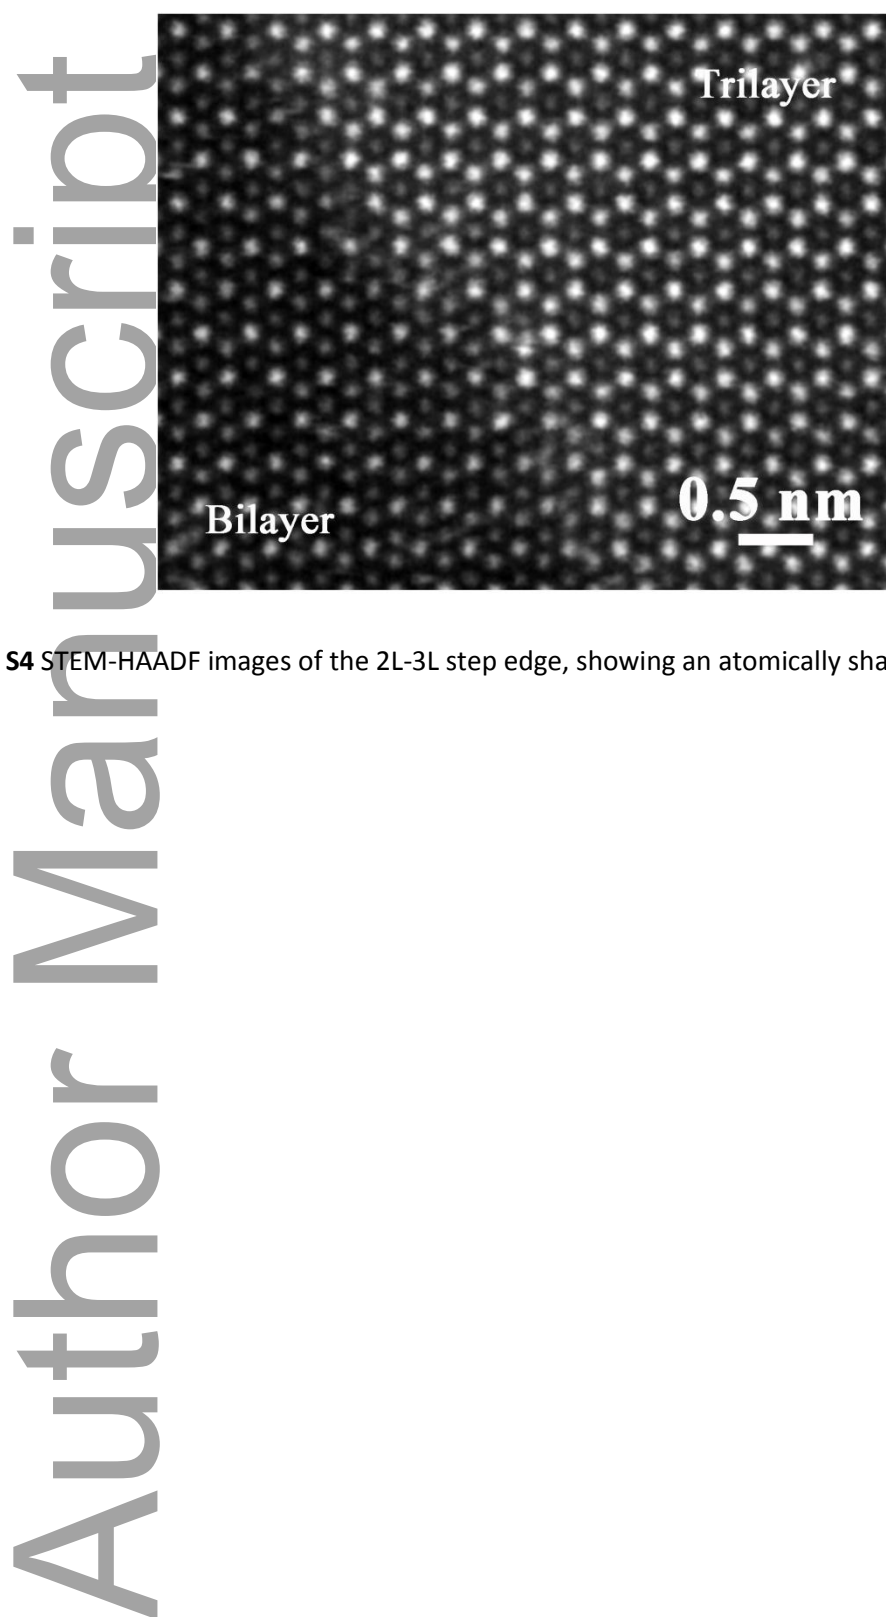 Trilayer
0.5 nm
Bilayer
S4 STEM-HAADF images of the 2L-3L step edge, showing an atomically sha
Author Manuscript